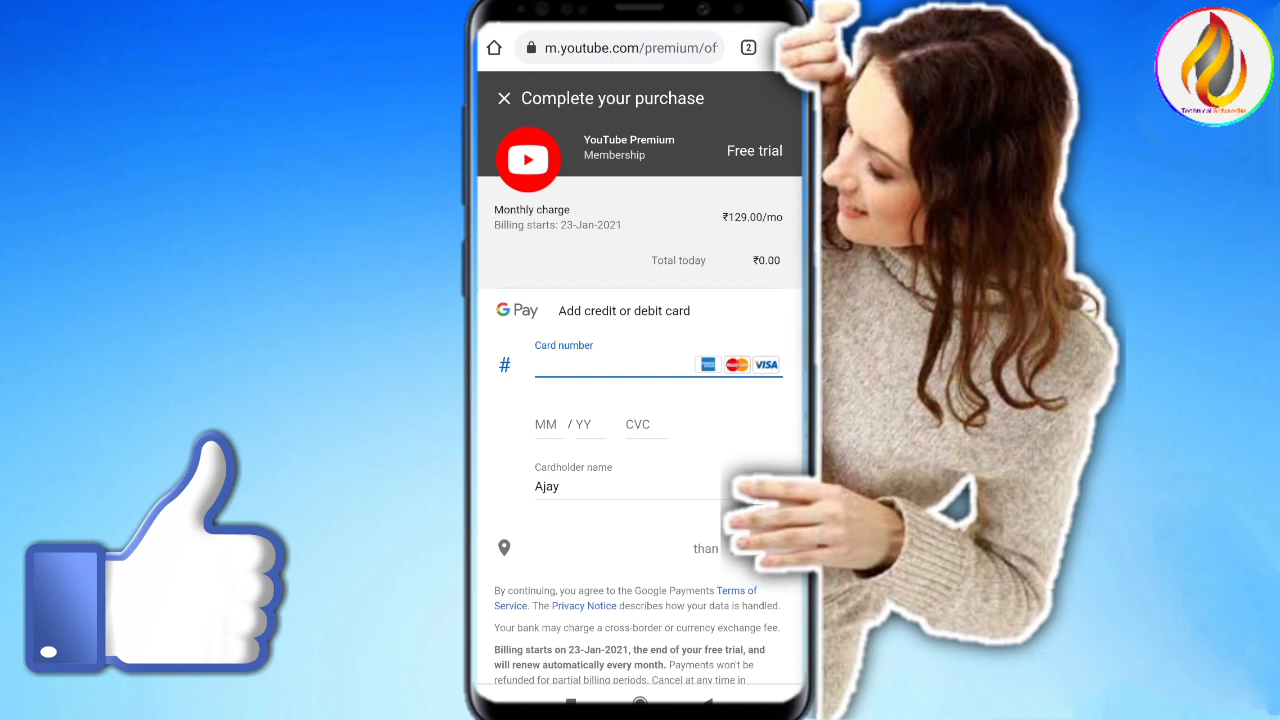 m.youtube.com/premium/of
2
Complete your purchase
YouTube Premium
Membership
Free trial
Monthly charge
₹129.00/mo
Billing starts: 23-Jan-2021
Total today
₹0.00
G Pay
Add credit or debit card
Card number
#
VISA
MM / YY
CVC
Cardholder name
Ajay
than
By continuing, you agree to the Google Payments Terms of
Service. The Privacy Notice describes how your data is handled.
Your bank may charge a cross-border or currency exchange fee.
Billing starts on 23-Jan-2021, the end of your free trial, and
will renew automatically every month. Payments won't be
refunded for partial billing periods. Cancel at any time in
Technical